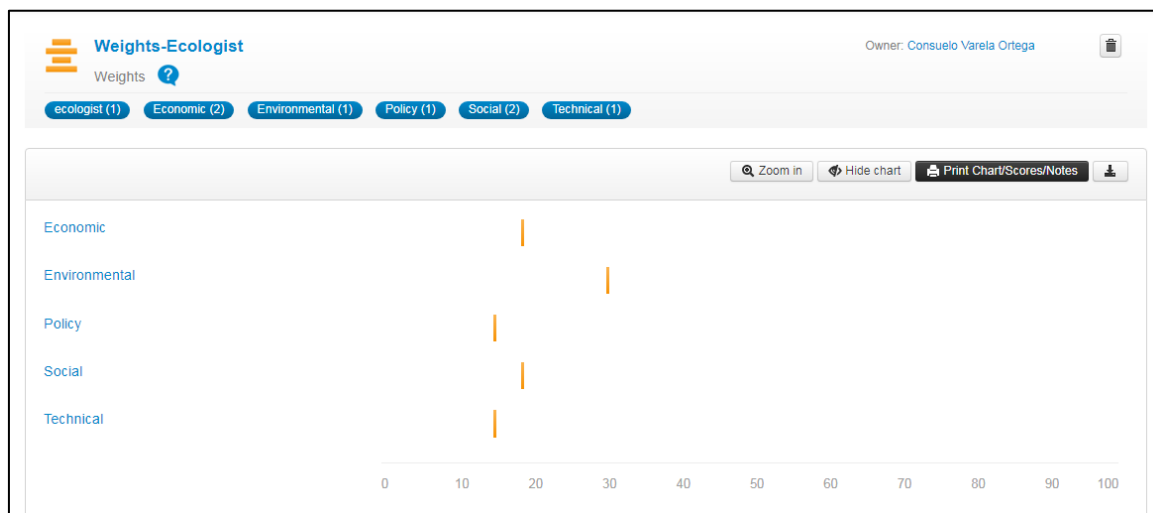 Weights-Ecologist
Owner: Consuelo Varela Ortega
Weights ?
ecologist (1) Economic (2) Environmental (1) Policy (1) Social (2) Technical (1)
Zoom in Hide chart Print Chart/Scores/Notes
Economic
Environmental
Policy
Social
Technical
0 10 20 30 40 50 60 70 80 90 100